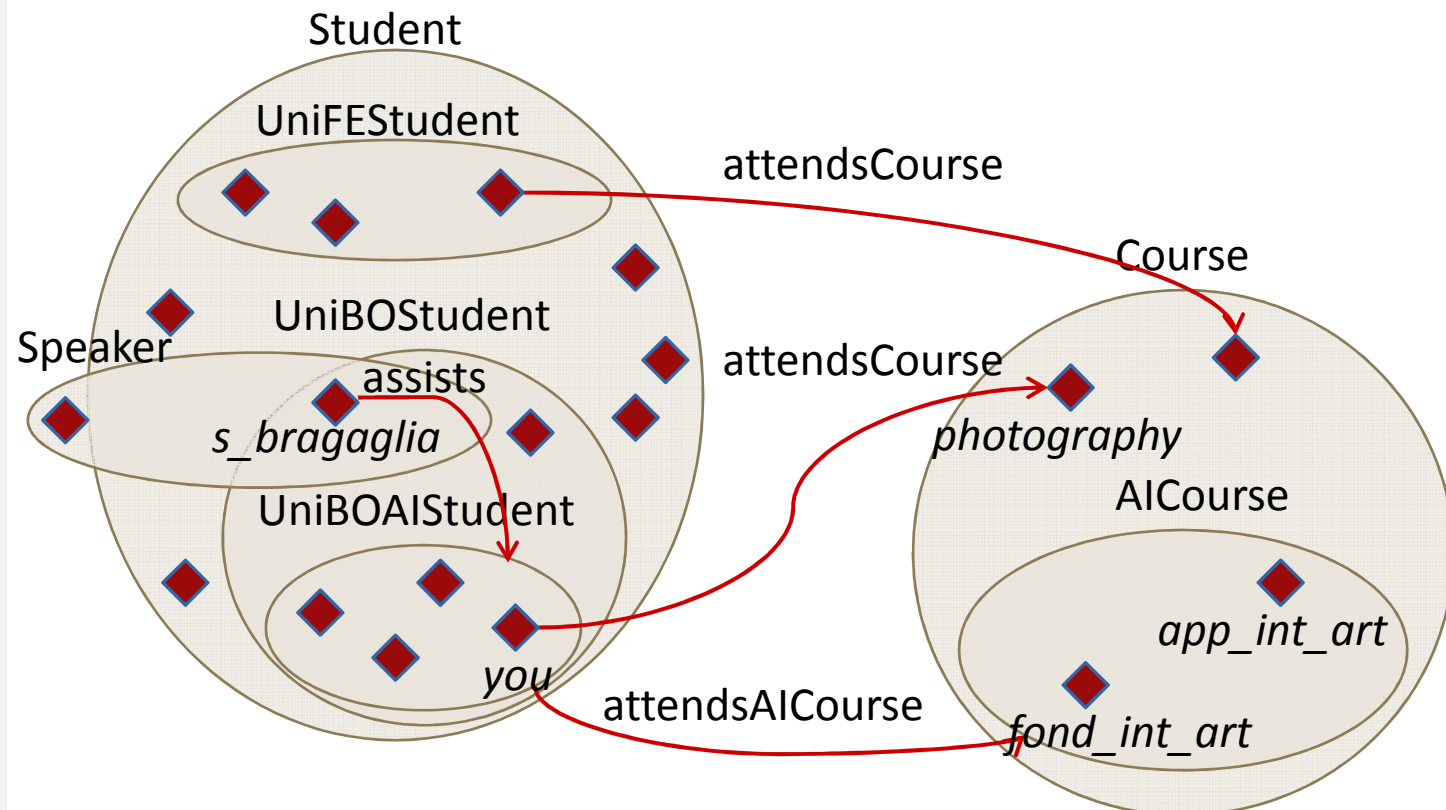 Student
UniFEStudent
attendsCourse
Course
UniBOStudent
Speaker
attendsCourse
assists
s_bragaglia
photography
AICourse
UniBOAIStudent
app_int_art
you
attendsAICourse
fond_int_art